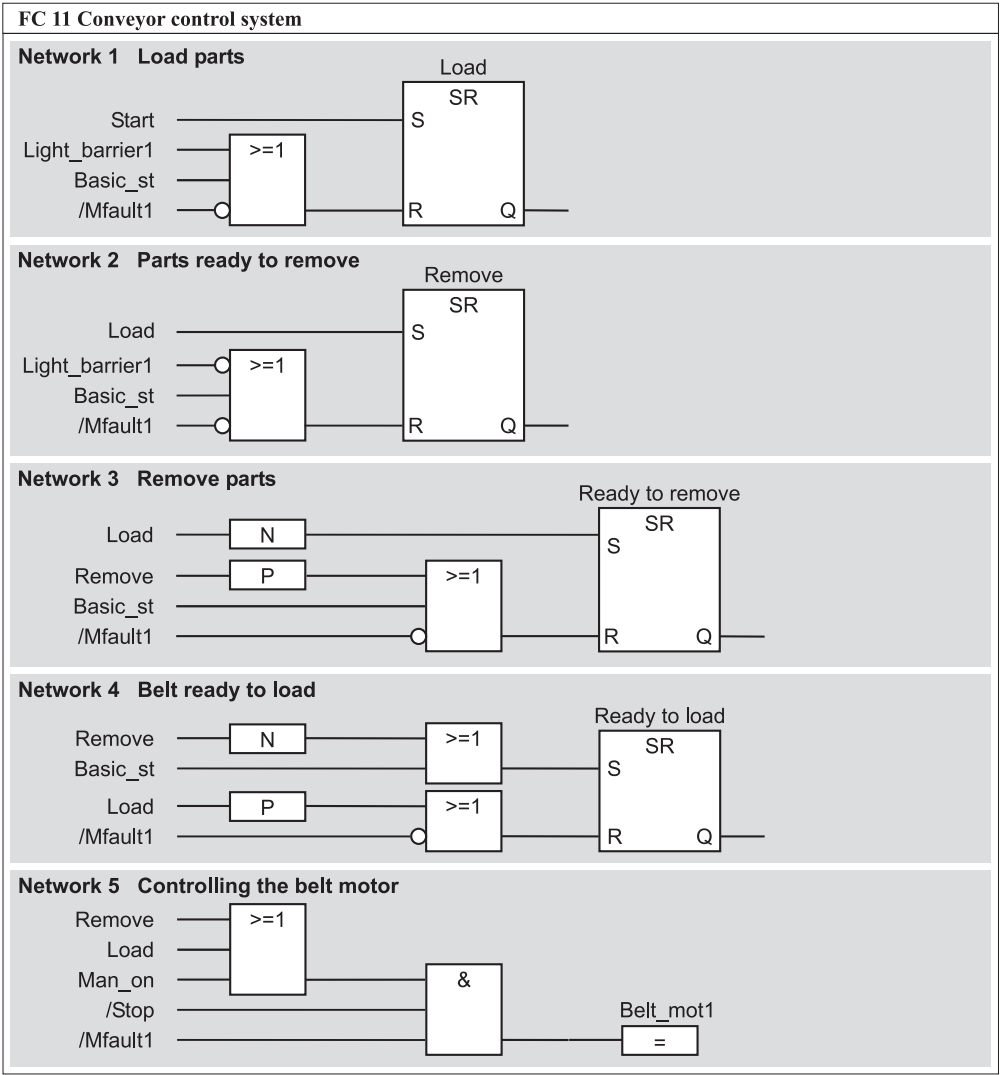 FC 11 Conveyor control system
Network 1 Load parts
Load
SR
Start S
Light_barrier1 >=1
Basic_st
/Mfault1 R Q
Network 2 Parts ready to remove
Remove
SR
Load S
Light_barrier1 >=1
Basic_st
/Mfault1 R Q
Network 3 Remove parts
Ready to remove
SR
Load N S
Remove P >=1
Basic_st
/Mfault1 R Q
Network 4 Belt ready to load
Ready to load
Remove N >=1 SR
Basic_st S
Load P >=1
/Mfault1 R Q
Network 5 Controlling the belt motor
Remove >=1
Load
Man_on &
/Stop Belt_mot1
/Mfault1 =